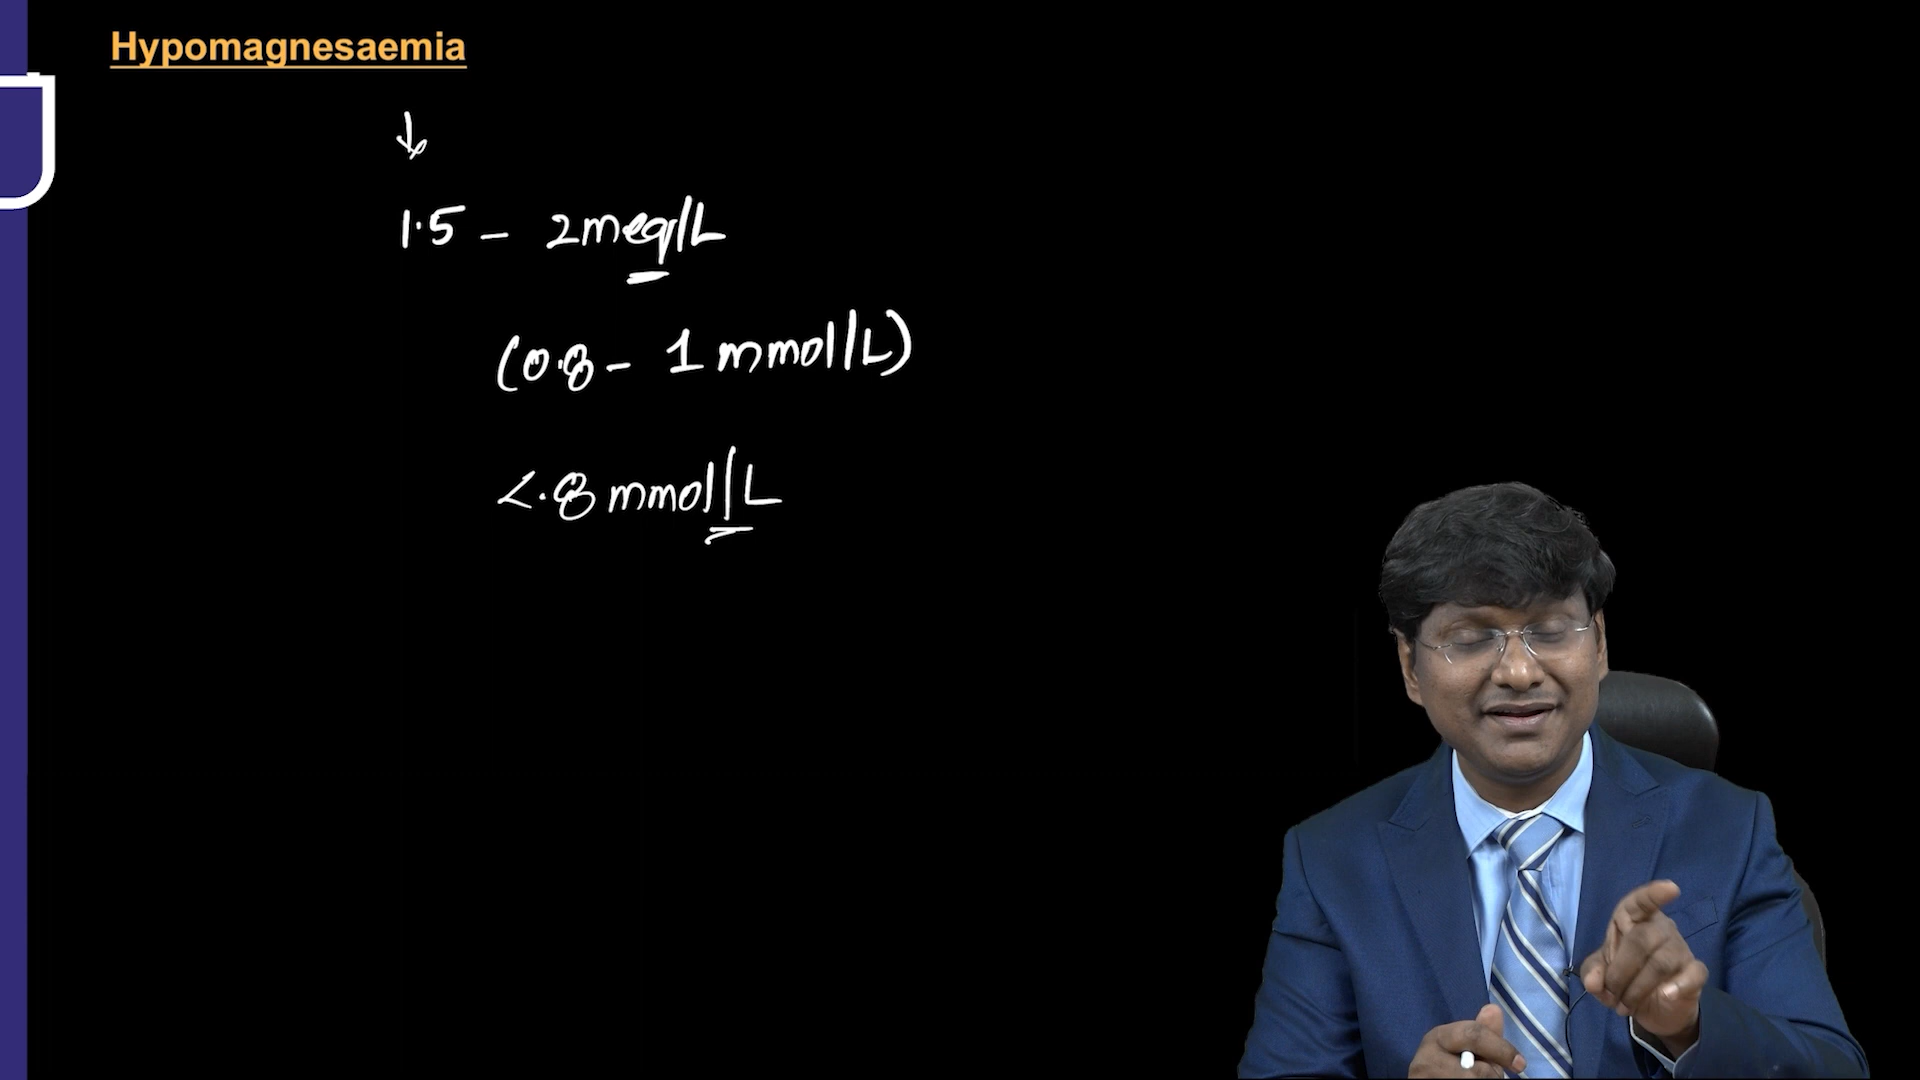 Hypomagnesaemia
↓
1.5 – 2meq/L
(0.8 – 1 mmol/L)
<.8 mmol/L